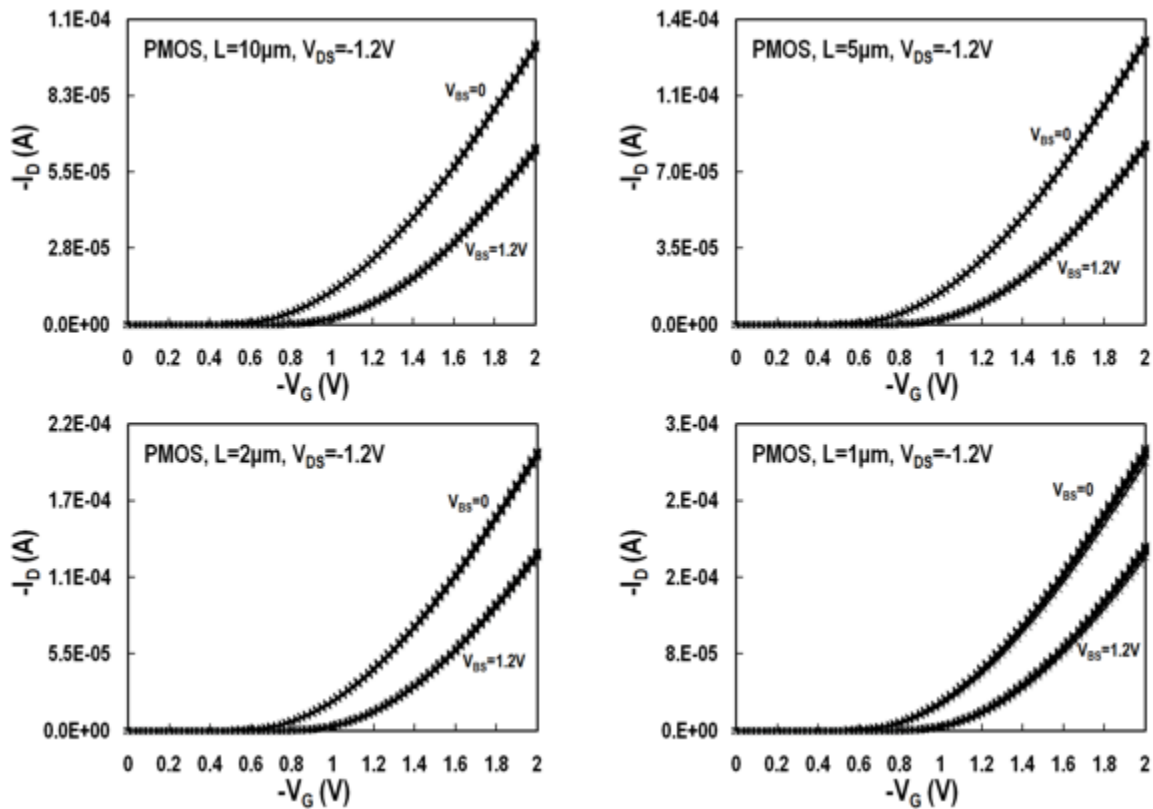 1.1E-04
PMOS, L=10μm, V_DS=-1.2V
8.3E-05
V_BS=0
-I_D (A)
5.5E-05
2.8E-05
V_BS=1.2V
0.0E+00
0 0.2 0.4 0.6 0.8 1 1.2 1.4 1.6 1.8 2
-V_G (V)
1.4E-04
PMOS, L=5μm, V_DS=-1.2V
1.1E-04
V_BS=0
-I_D (A)
7.0E-05
3.5E-05
V_BS=1.2V
0.0E+00
0 0.2 0.4 0.6 0.8 1 1.2 1.4 1.6 1.8 2
-V_G (V)
2.2E-04
PMOS, L=2μm, V_DS=-1.2V
1.7E-04
V_BS=0
-I_D (A)
1.1E-04
5.5E-05
V_BS=1.2V
0.0E+00
0 0.2 0.4 0.6 0.8 1 1.2 1.4 1.6 1.8 2
-V_G (V)
3.E-04
PMOS, L=1μm, V_DS=-1.2V
2.E-04
V_BS=0
-I_D (A)
2.E-04
8.E-05
V_BS=1.2V
0.E+00
0 0.2 0.4 0.6 0.8 1 1.2 1.4 1.6 1.8 2
-V_G (V)